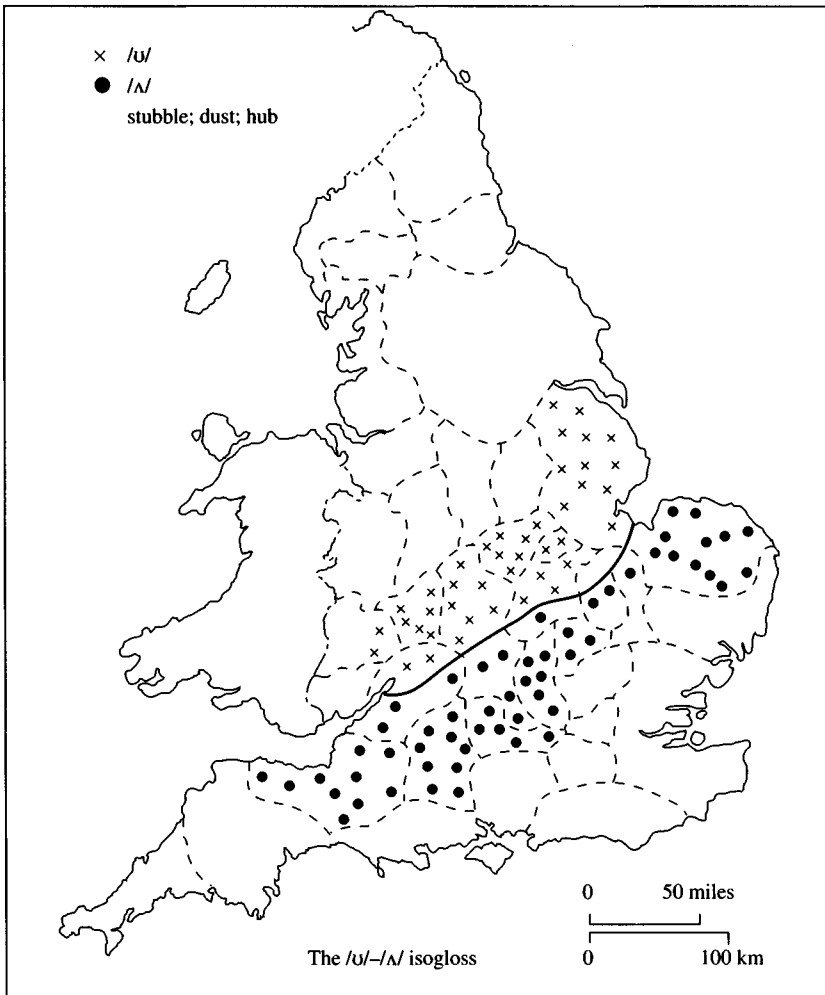 × /ʊ/
● /ʌ/
stubble; dust; hub
0 50 miles
The /ʊ/–/ʌ/ isogloss
0 100 km